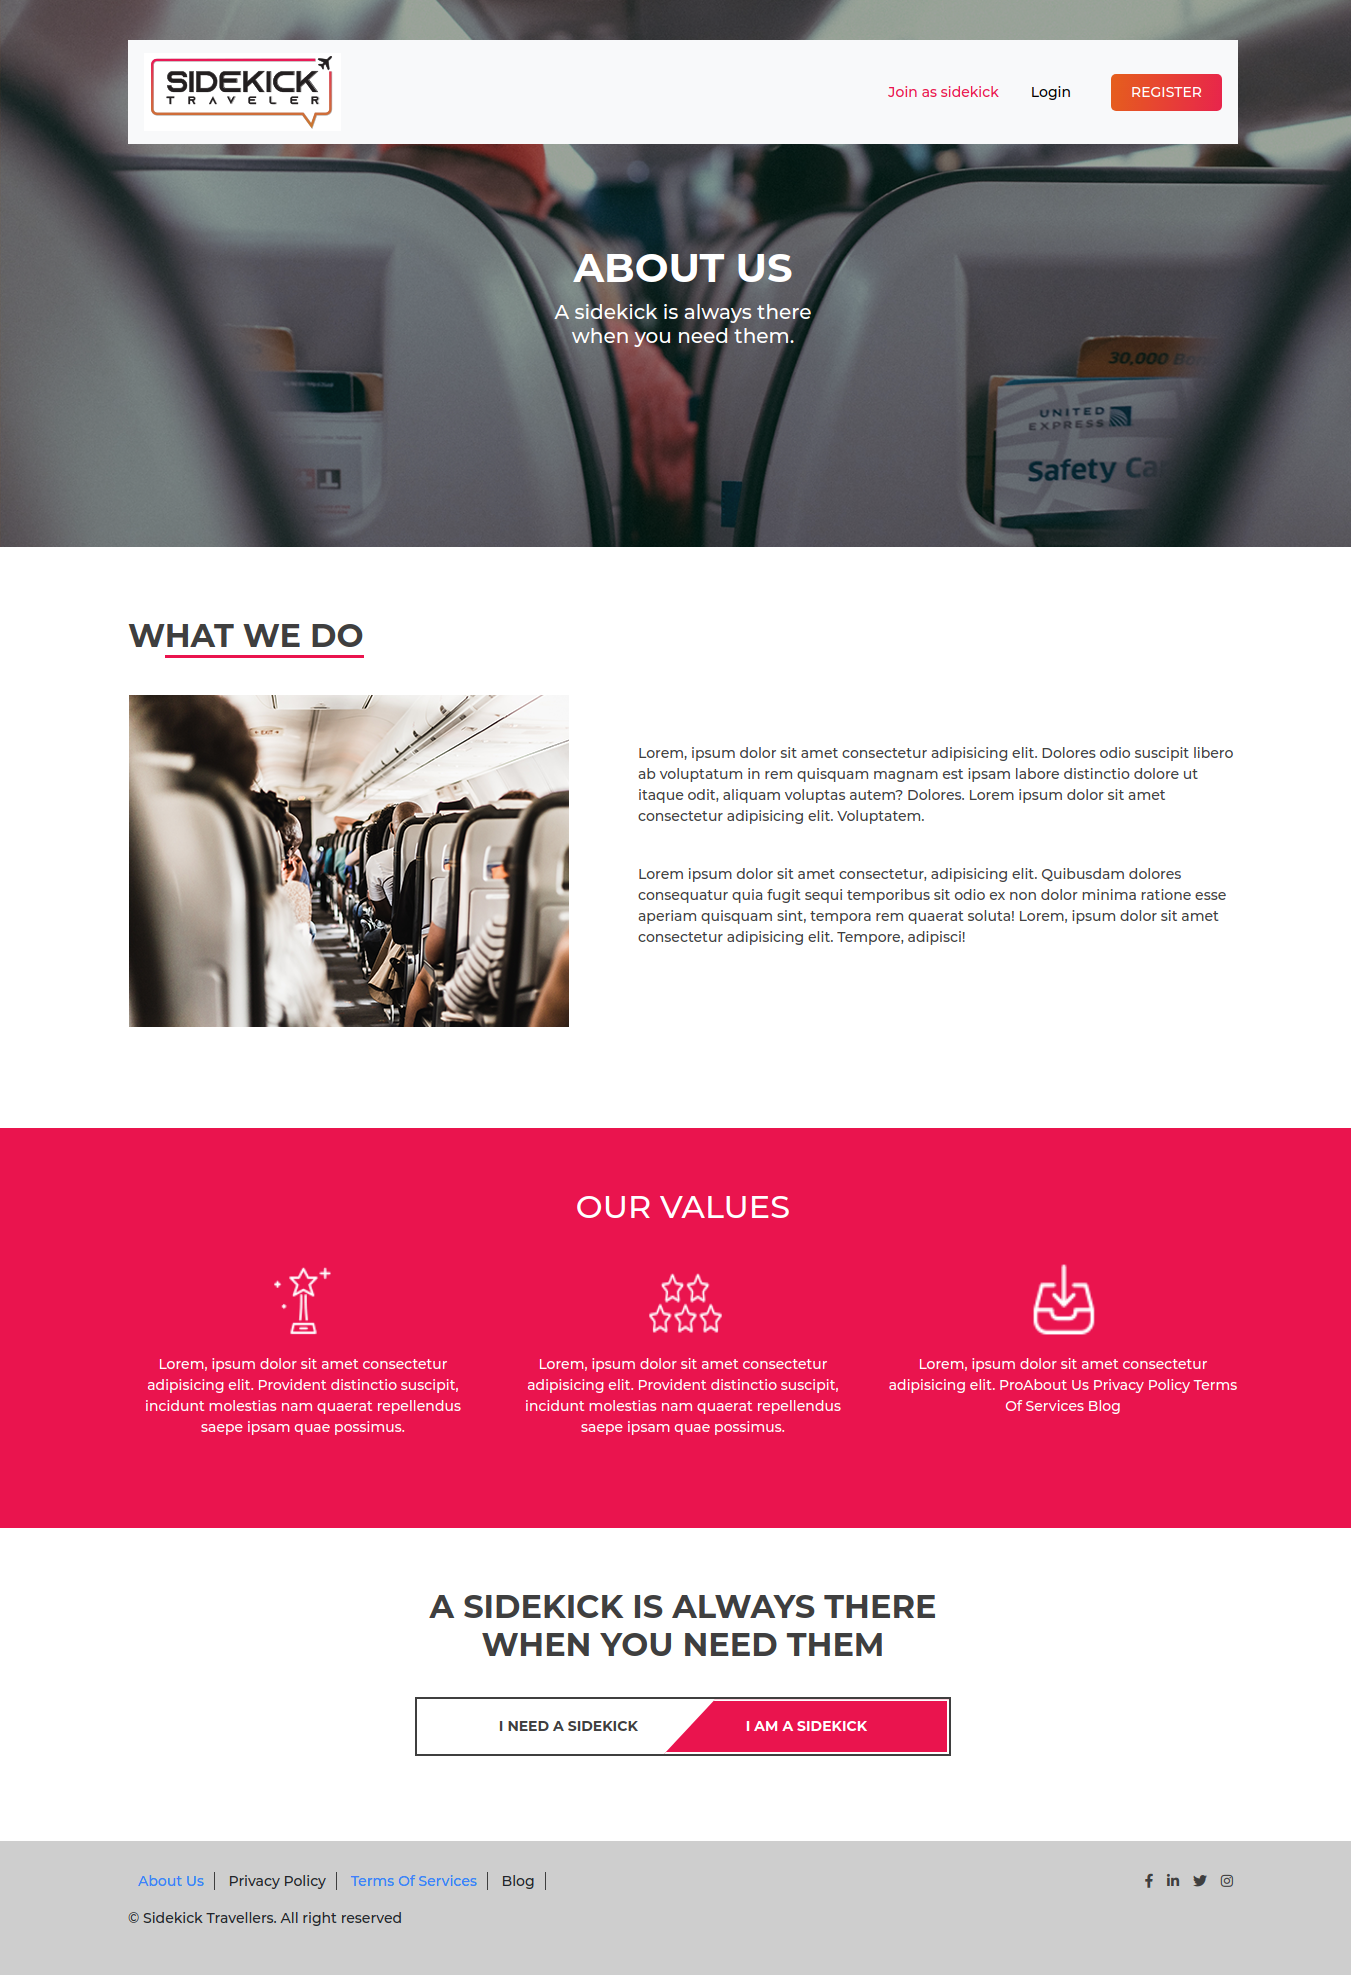 SIDEKICK
TRAVELER
Join as sidekick
Login
REGISTER
ABOUT US
A sidekick is always there
when you need them.
30,000
UNITED
EXPRESS
Safety
WHAT WE DO
Lorem, ipsum dolor sit amet consectetur adipisicing elit. Dolores odio suscipit libero
ab voluptatum in rem quisquam magnam est ipsam labore distinctio dolore ut
itaque odit, aliquam voluptas autem? Dolores. Lorem ipsum dolor sit amet
consectetur adipisicing elit. Voluptatem.
Lorem ipsum dolor sit amet consectetur, adipisicing elit. Quibusdam dolores
consequatur quia fugit sequi temporibus sit odio ex non dolor minima ratione esse
aperiam quisquam sint, tempora rem quaerat soluta! Lorem, ipsum dolor sit amet
consectetur adipisicing elit. Tempore, adipisci!
OUR VALUES
Lorem, ipsum dolor sit amet consectetur
adipisicing elit. Provident distinctio suscipit,
incidunt molestias nam quaerat repellendus
saepe ipsam quae possimus.
Lorem, ipsum dolor sit amet consectetur
adipisicing elit. Provident distinctio suscipit,
incidunt molestias nam quaerat repellendus
saepe ipsam quae possimus.
Lorem, ipsum dolor sit amet consectetur
adipisicing elit. ProAbout Us Privacy Policy Terms
Of Services Blog
A SIDEKICK IS ALWAYS THERE
WHEN YOU NEED THEM
I NEED A SIDEKICK
I AM A SIDEKICK
About Us
Privacy Policy
Terms Of Services
Blog
© Sidekick Travellers. All right reserved